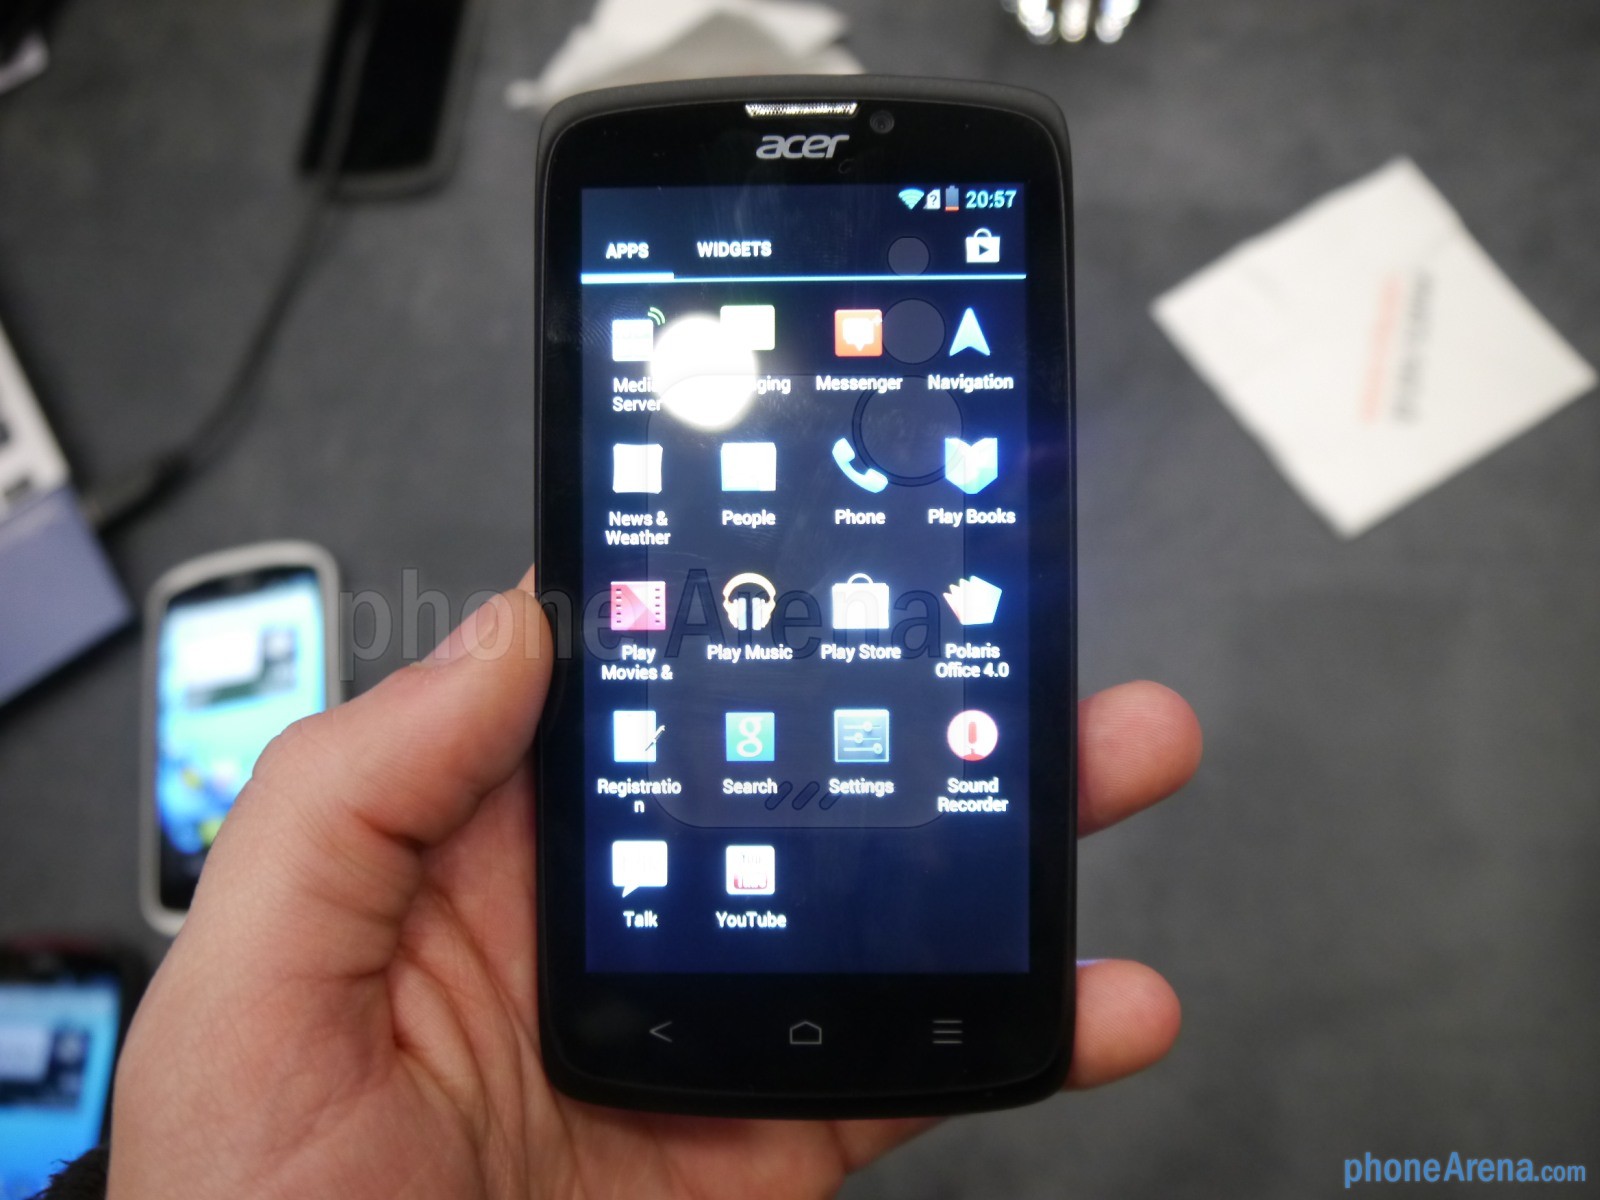 acer
20:57
APPS WIDGETS
Messenger Navigation
Server
News &
Weather
People
Phone
Play Books
Play
Movies &
Play Music
Play Store
Polaris
Office 4.0
Registratio
n
Search
Settings
Sound
Recorder
Talk
YouTube
phoneArena
phoneArena.com